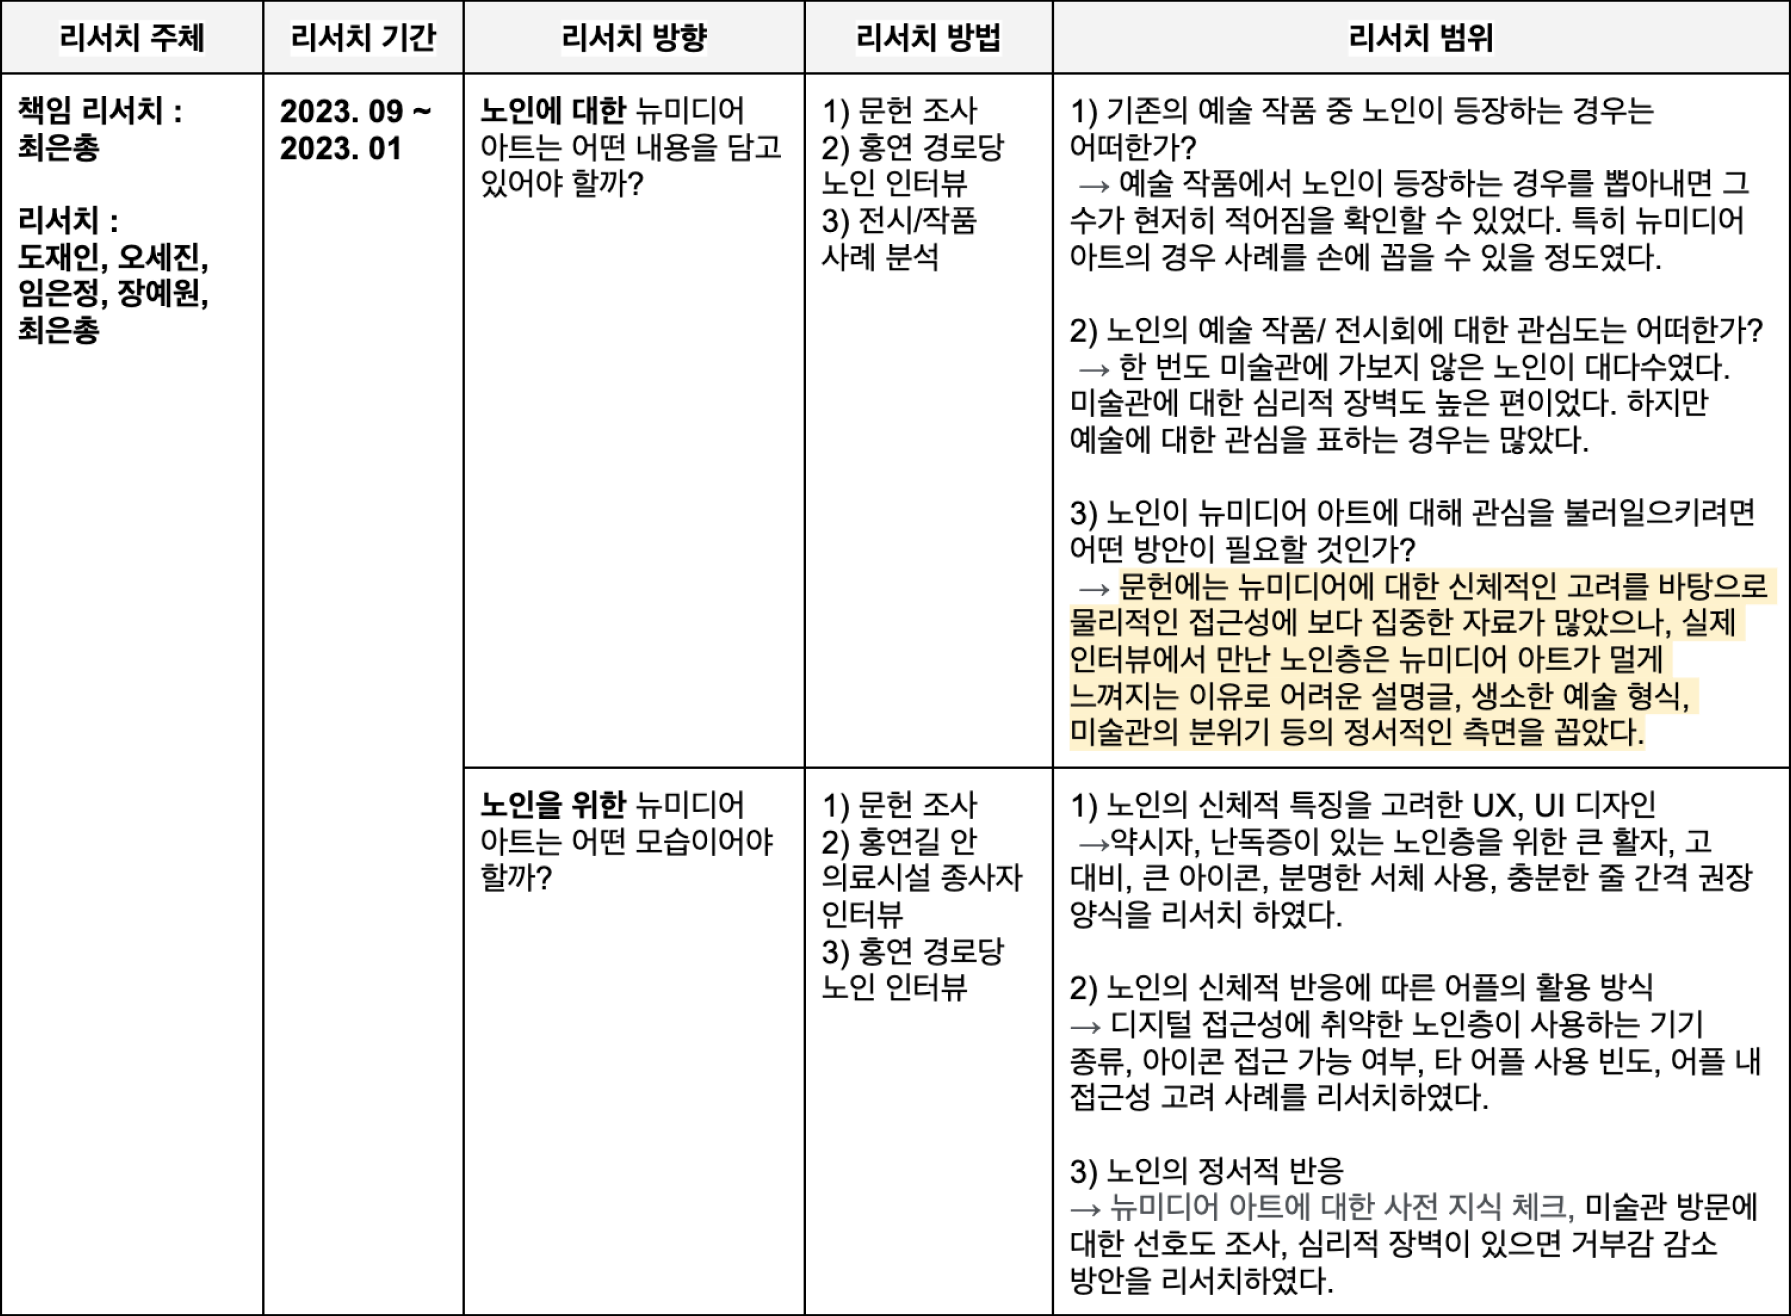 리서치 주체
리서치 기간
리서치 방향
리서치 방법
리서치 범위
책임 리서치 :
최은총
리서치 :
도재인, 오세진,
임은정, 장예원,
최은총
2023. 09 ~
2023. 01
노인에 대한 뉴미디어
아트는 어떤 내용을 담고
있어야 할까?
1) 문헌 조사
2) 홍연 경로당
노인 인터뷰
3) 전시/작품
사례 분석
1) 기존의 예술 작품 중 노인이 등장하는 경우는
어떠한가?
→ 예술 작품에서 노인이 등장하는 경우를 뽑아내면 그
수가 현저히 적어짐을 확인할 수 있었다. 특히 뉴미디어
아트의 경우 사례를 손에 꼽을 수 있을 정도였다.
2) 노인의 예술 작품/ 전시회에 대한 관심도는 어떠한가?
→ 한 번도 미술관에 가보지 않은 노인이 대다수였다.
미술관에 대한 심리적 장벽도 높은 편이었다. 하지만
예술에 대한 관심을 표하는 경우는 많았다.
3) 노인이 뉴미디어 아트에 대해 관심을 불러일으키려면
어떤 방안이 필요할 것인가?
→ 문헌에는 뉴미디어에 대한 신체적인 고려를 바탕으로
물리적인 접근성에 보다 집중한 자료가 많았으나, 실제
인터뷰에서 만난 노인층은 뉴미디어 아트가 멀게
느껴지는 이유로 어려운 설명글, 생소한 예술 형식,
미술관의 분위기 등의 정서적인 측면을 꼽았다.
노인을 위한 뉴미디어
아트는 어떤 모습이어야
할까?
1) 문헌 조사
2) 홍연길 안
의료시설 종사자
인터뷰
3) 홍연 경로당
노인 인터뷰
1) 노인의 신체적 특징을 고려한 UX, UI 디자인
→약시자, 난독증이 있는 노인층을 위한 큰 활자, 고
대비, 큰 아이콘, 분명한 서체 사용, 충분한 줄 간격 권장
양식을 리서치 하였다.
2) 노인의 신체적 반응에 따른 어플의 활용 방식
→ 디지털 접근성에 취약한 노인층이 사용하는 기기
종류, 아이콘 접근 가능 여부, 타 어플 사용 빈도, 어플 내
접근성 고려 사례를 리서치하였다.
3) 노인의 정서적 반응
→ 뉴미디어 아트에 대한 사전 지식 체크, 미술관 방문에
대한 선호도 조사, 심리적 장벽이 있으면 거부감 감소
방안을 리서치하였다.